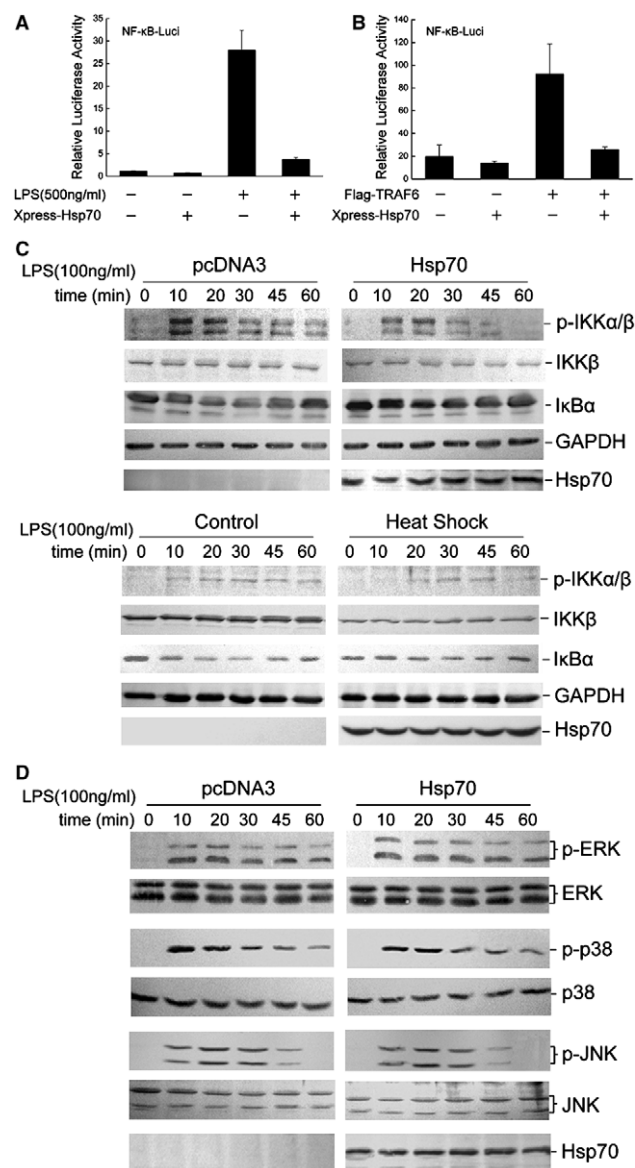 A
NF-κB-Luci
Relative Luciferase Activity
35
30
25
20
15
10
5
0
LPS(500ng/ml) – – + +
Xpress-Hsp70 – + – +
B
NF-κB-Luci
Relative Luciferase Activity
140
120
100
80
60
40
20
0
Flag-TRAF6 – – + +
Xpress-Hsp70 – + – +
C
LPS(100ng/ml) pcDNA3 Hsp70
time (min) 0 10 20 30 45 60 0 10 20 30 45 60
p-IKKα/β
IKKβ
IκBα
GAPDH
Hsp70
LPS(100ng/ml) Control Heat Shock
time (min) 0 10 20 30 45 60 0 10 20 30 45 60
p-IKKα/β
IKKβ
IκBα
GAPDH
Hsp70
D
LPS(100ng/ml) pcDNA3 Hsp70
time (min) 0 10 20 30 45 60 0 10 20 30 45 60
p-ERK
ERK
p-p38
p38
p-JNK
JNK
Hsp70